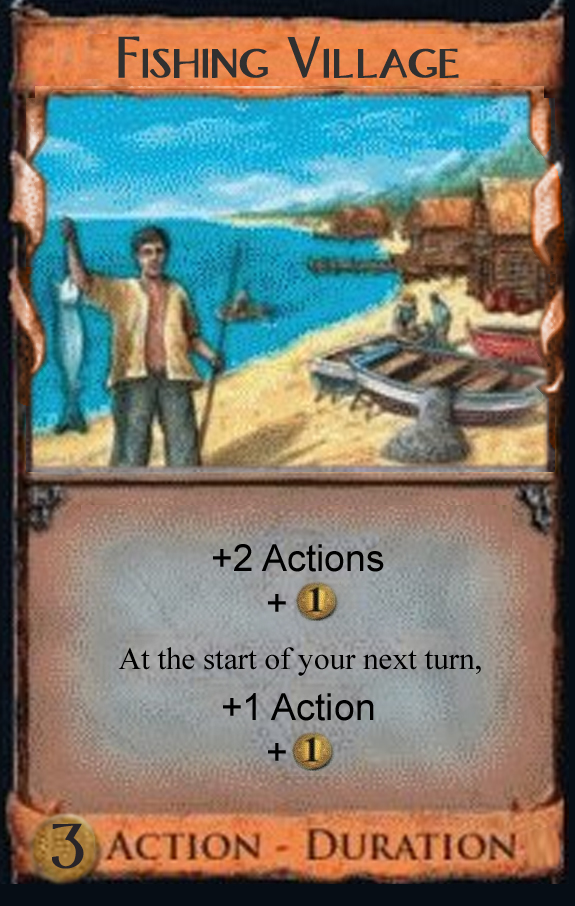 Fishing Village
+2 Actions
+ 1
At the start of your next turn,
+1 Action
+ 1
3 Action - Duration